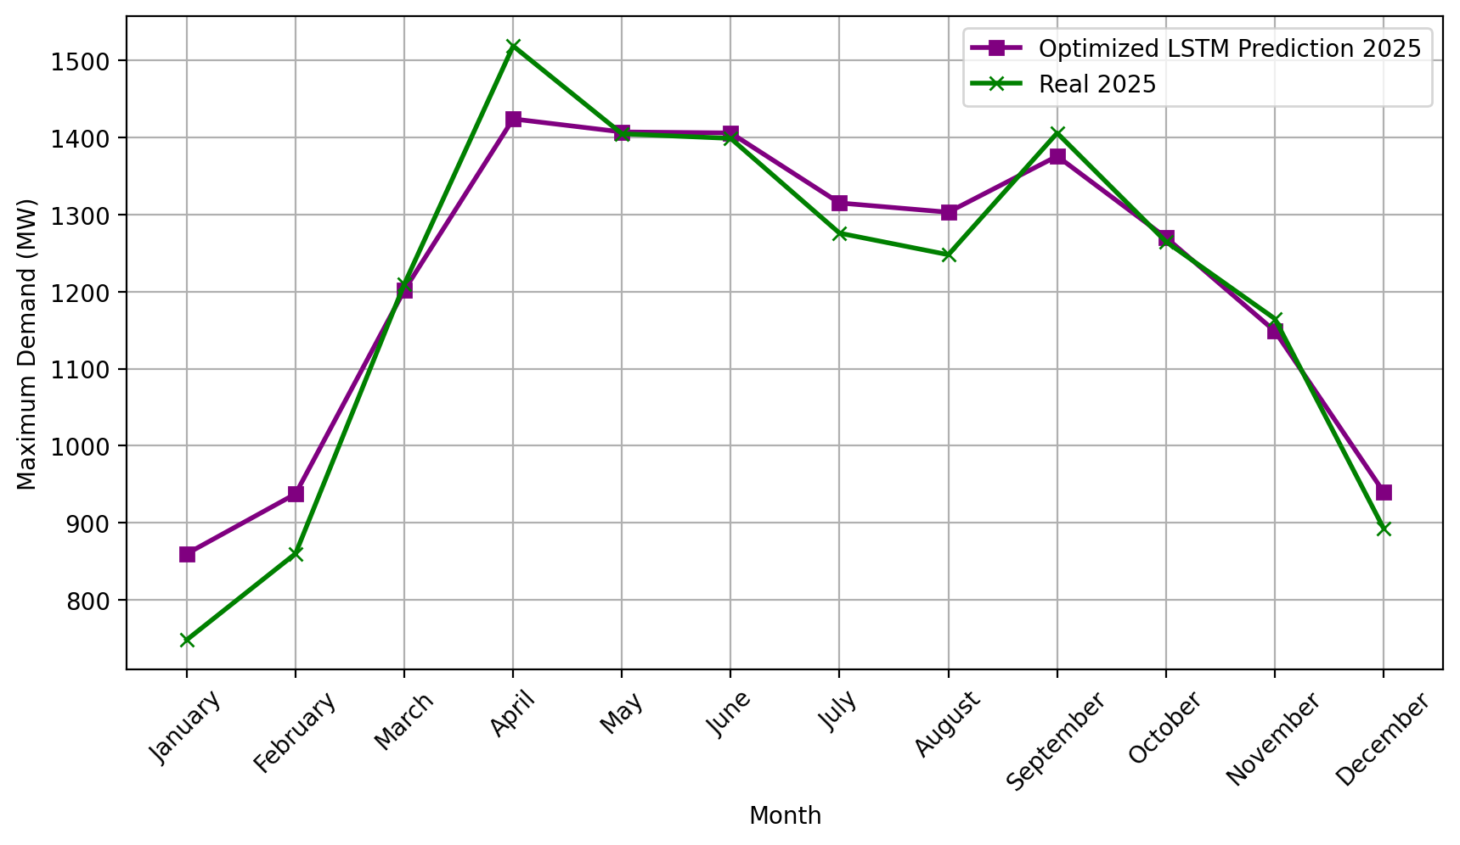 Optimized LSTM Prediction 2025
Real 2025
Maximum Demand (MW)
1500
1400
1300
1200
1100
1000
900
800
January
February
March
April
May
June
July
August
September
October
November
December
Month